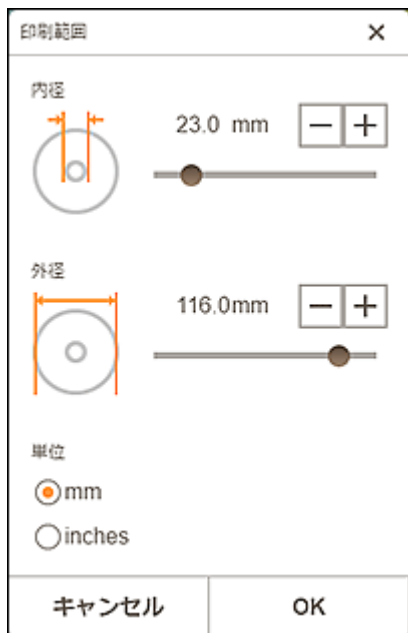 印刷範囲 ×
内径
23.0 mm − +
外径
116.0mm − +
単位
mm
inches
キャンセル OK